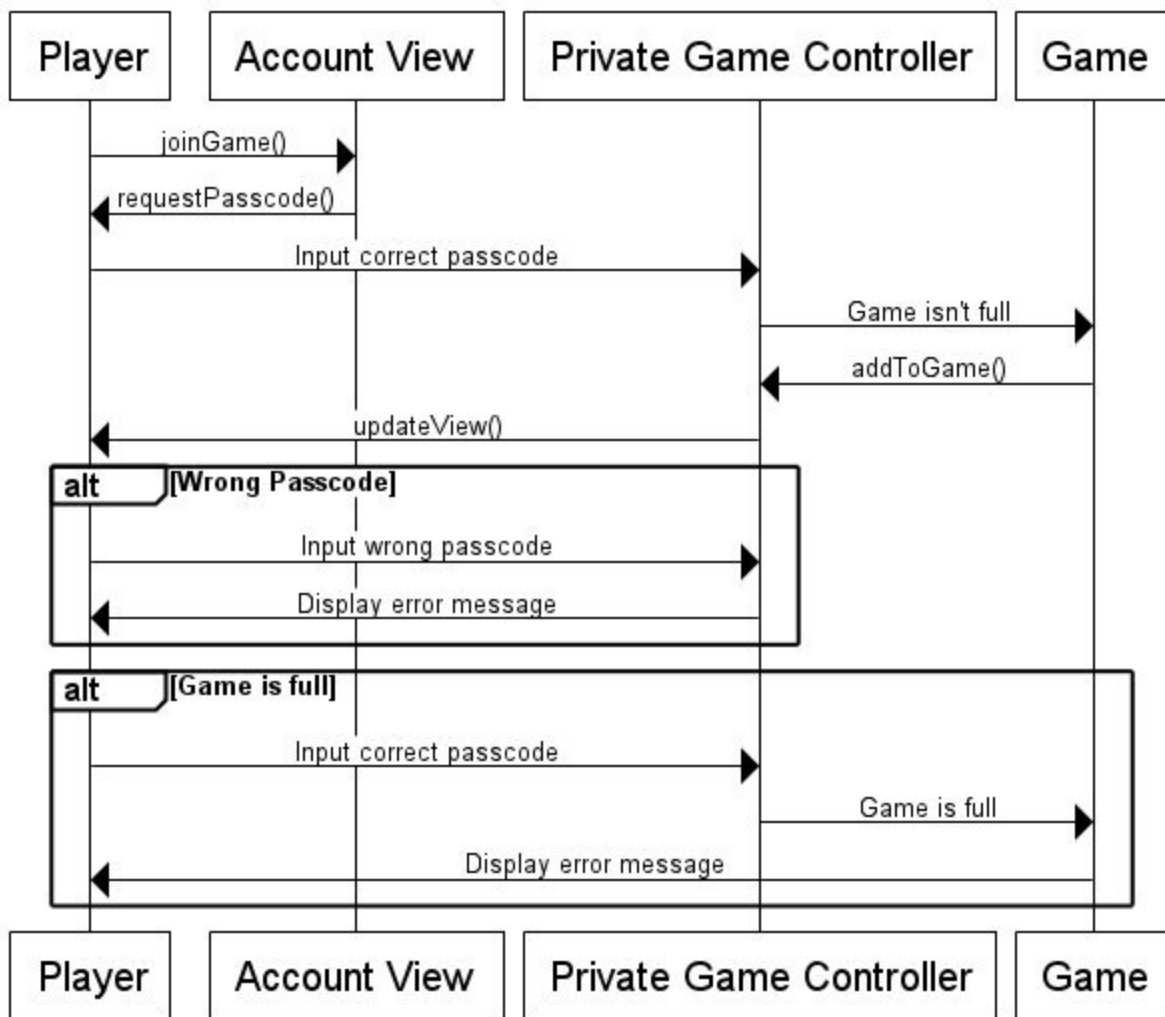 Player Account View Private Game Controller Game
joinGame()
requestPasscode()
Input correct passcode
Game isn't full
addToGame()
updateView()
alt [Wrong Passcode]
Input wrong passcode
Display error message
alt [Game is full]
Input correct passcode
Game is full
Display error message
Player Account View Private Game Controller Game